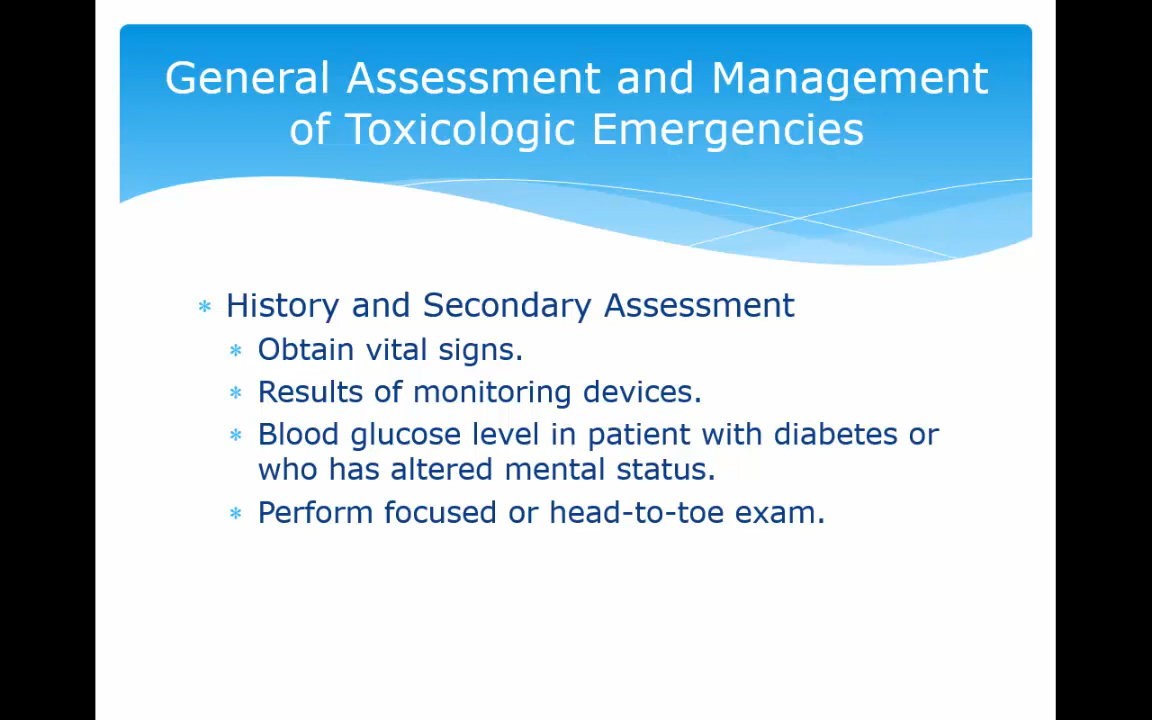 General Assessment and Management
of Toxicologic Emergencies
* History and Secondary Assessment
* Obtain vital signs.
* Results of monitoring devices.
* Blood glucose level in patient with diabetes or
who has altered mental status.
* Perform focused or head-to-toe exam.